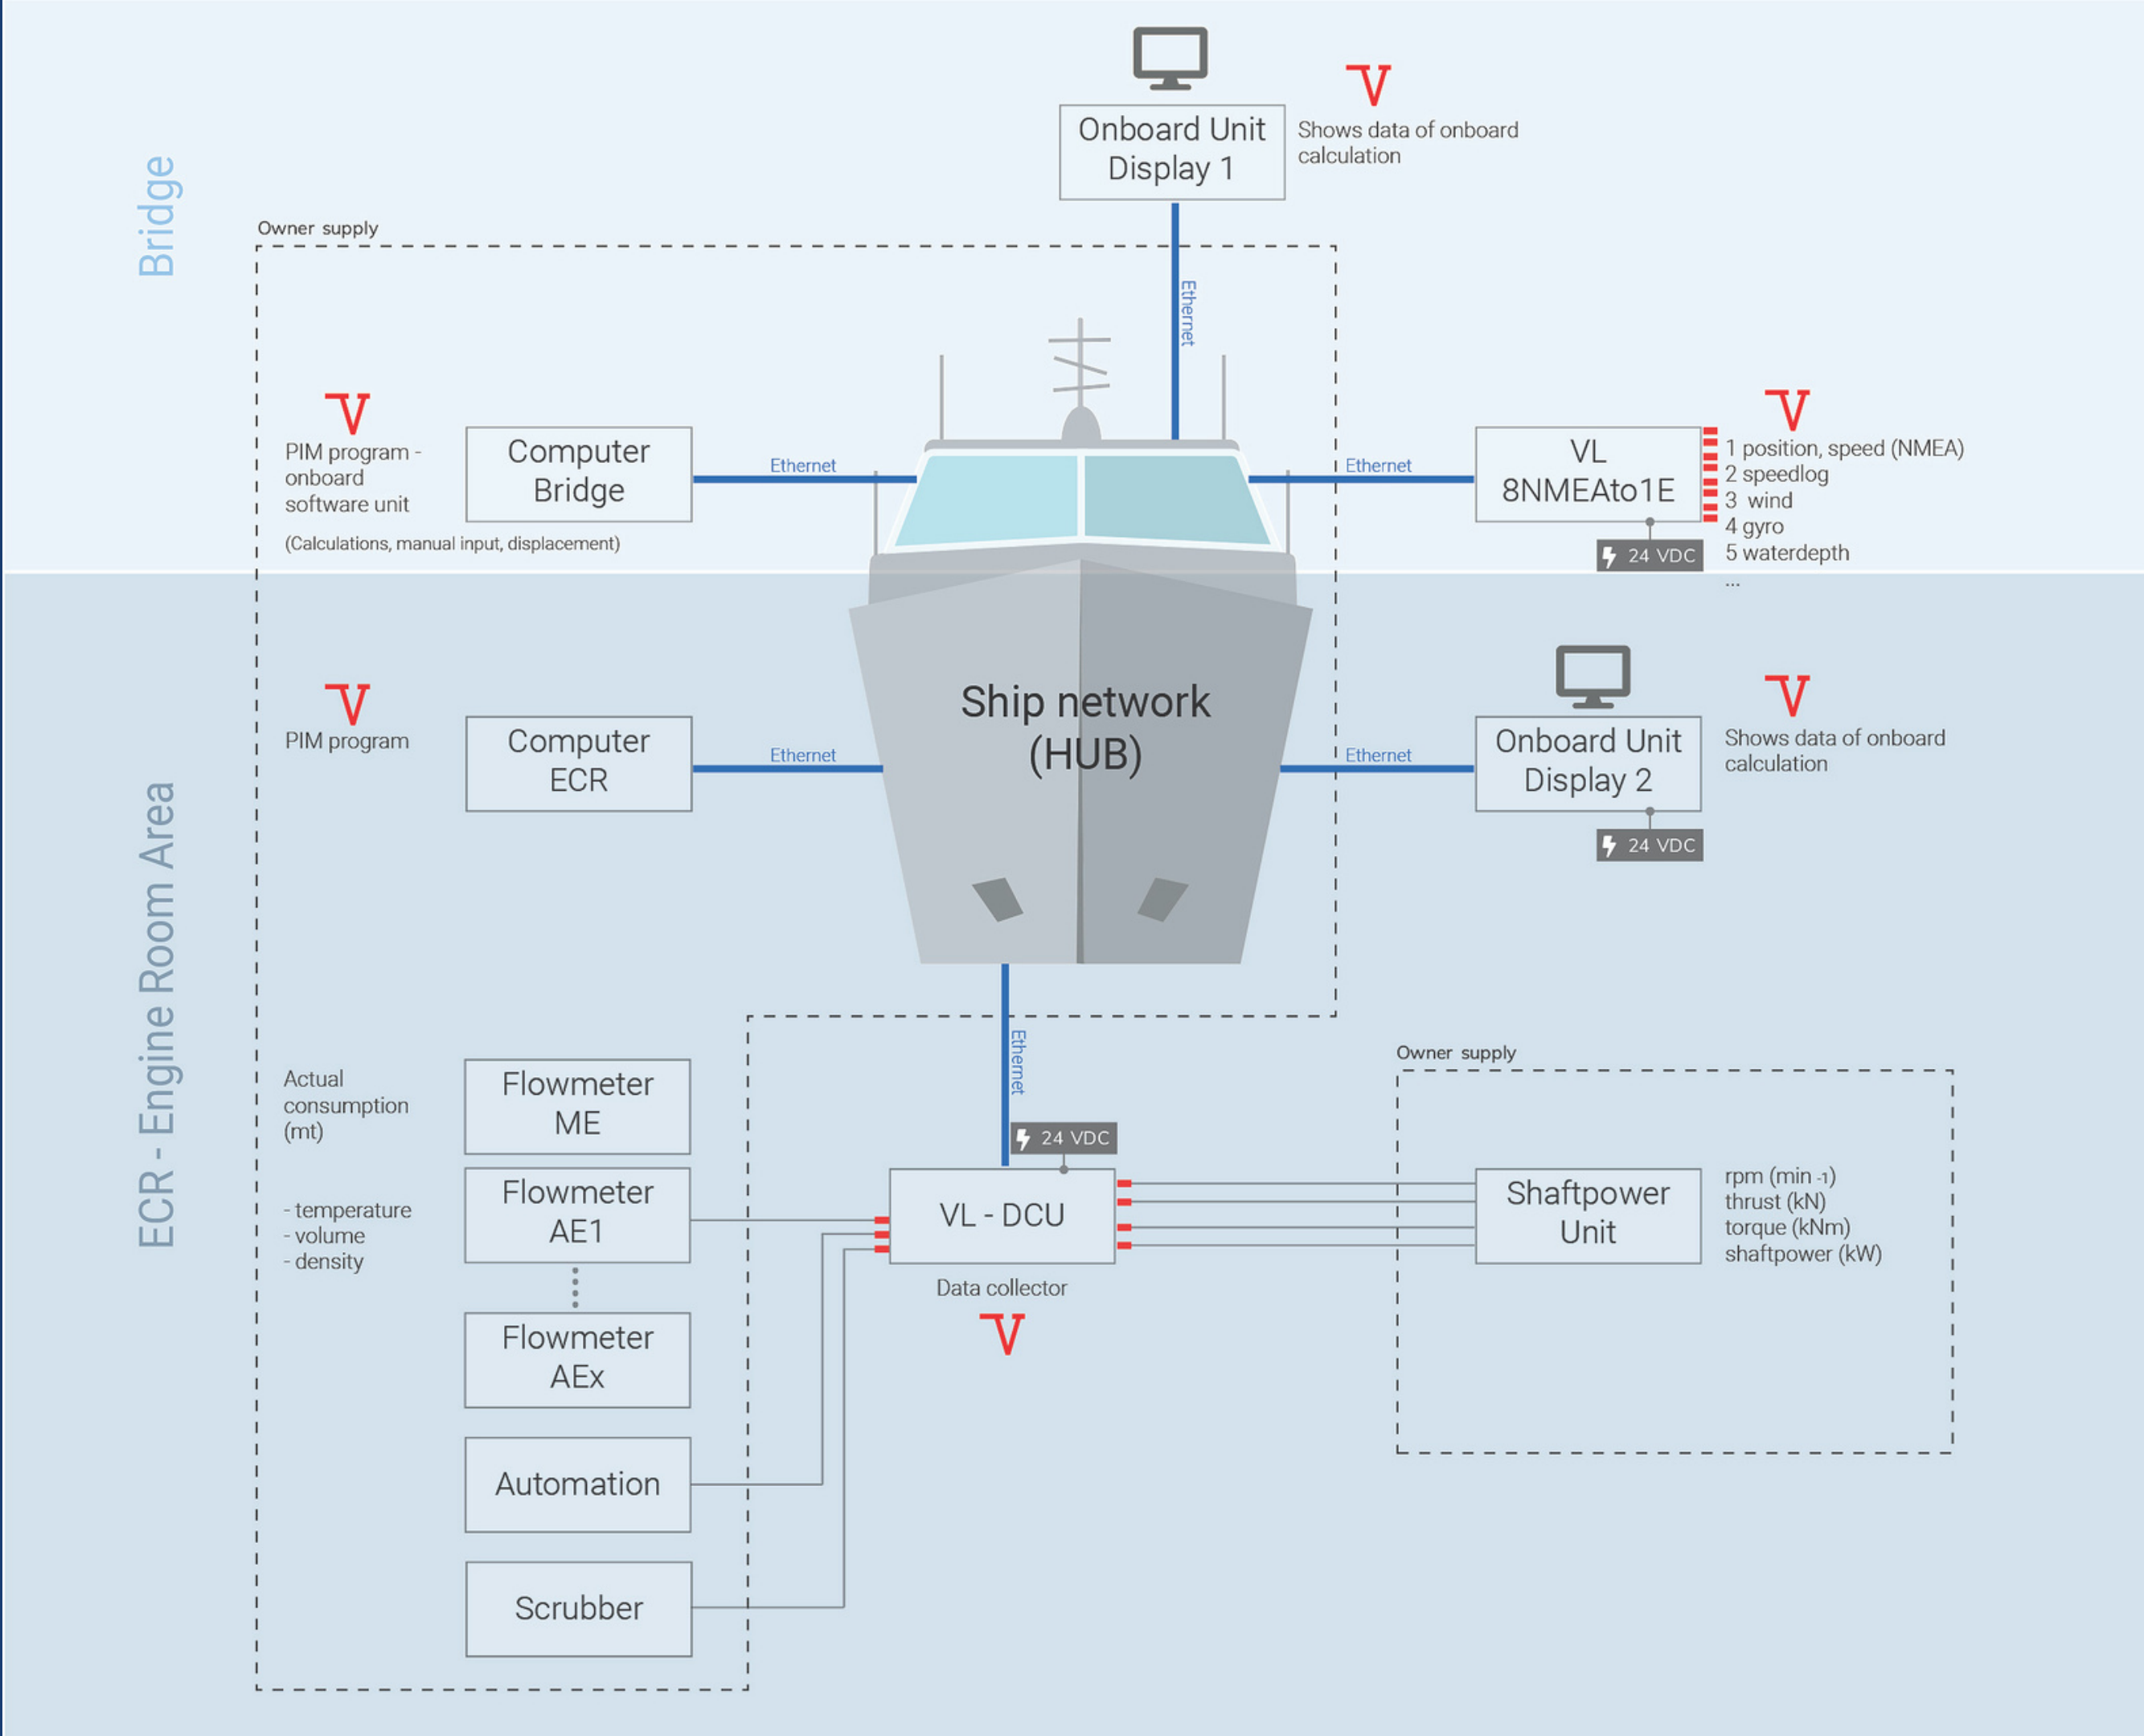 Onboard Unit
Display 1
Shows data of onboard
calculation
Bridge
Owner supply
Ethernet
PIM program -
onboard
software unit
(Calculations, manual input, displacement)
Computer
Bridge
Ethernet
Ethernet
VL
8NMEAto1E
24 VDC
1 position, speed (NMEA)
2 speedlog
3 wind
4 gyro
5 waterdepth
...
PIM program
Computer
ECR
Ethernet
Ship network
(HUB)
Ethernet
Onboard Unit
Display 2
24 VDC
Shows data of onboard
calculation
ECR - Engine Room Area
Ethernet
Owner supply
Actual
consumption
(mt)
Flowmeter
ME
- temperature
- volume
- density
Flowmeter
AE1
Flowmeter
AEx
Automation
Scrubber
24 VDC
VL - DCU
Data collector
Shaftpower
Unit
rpm (min -1)
thrust (kN)
torque (kNm)
shaftpower (kW)